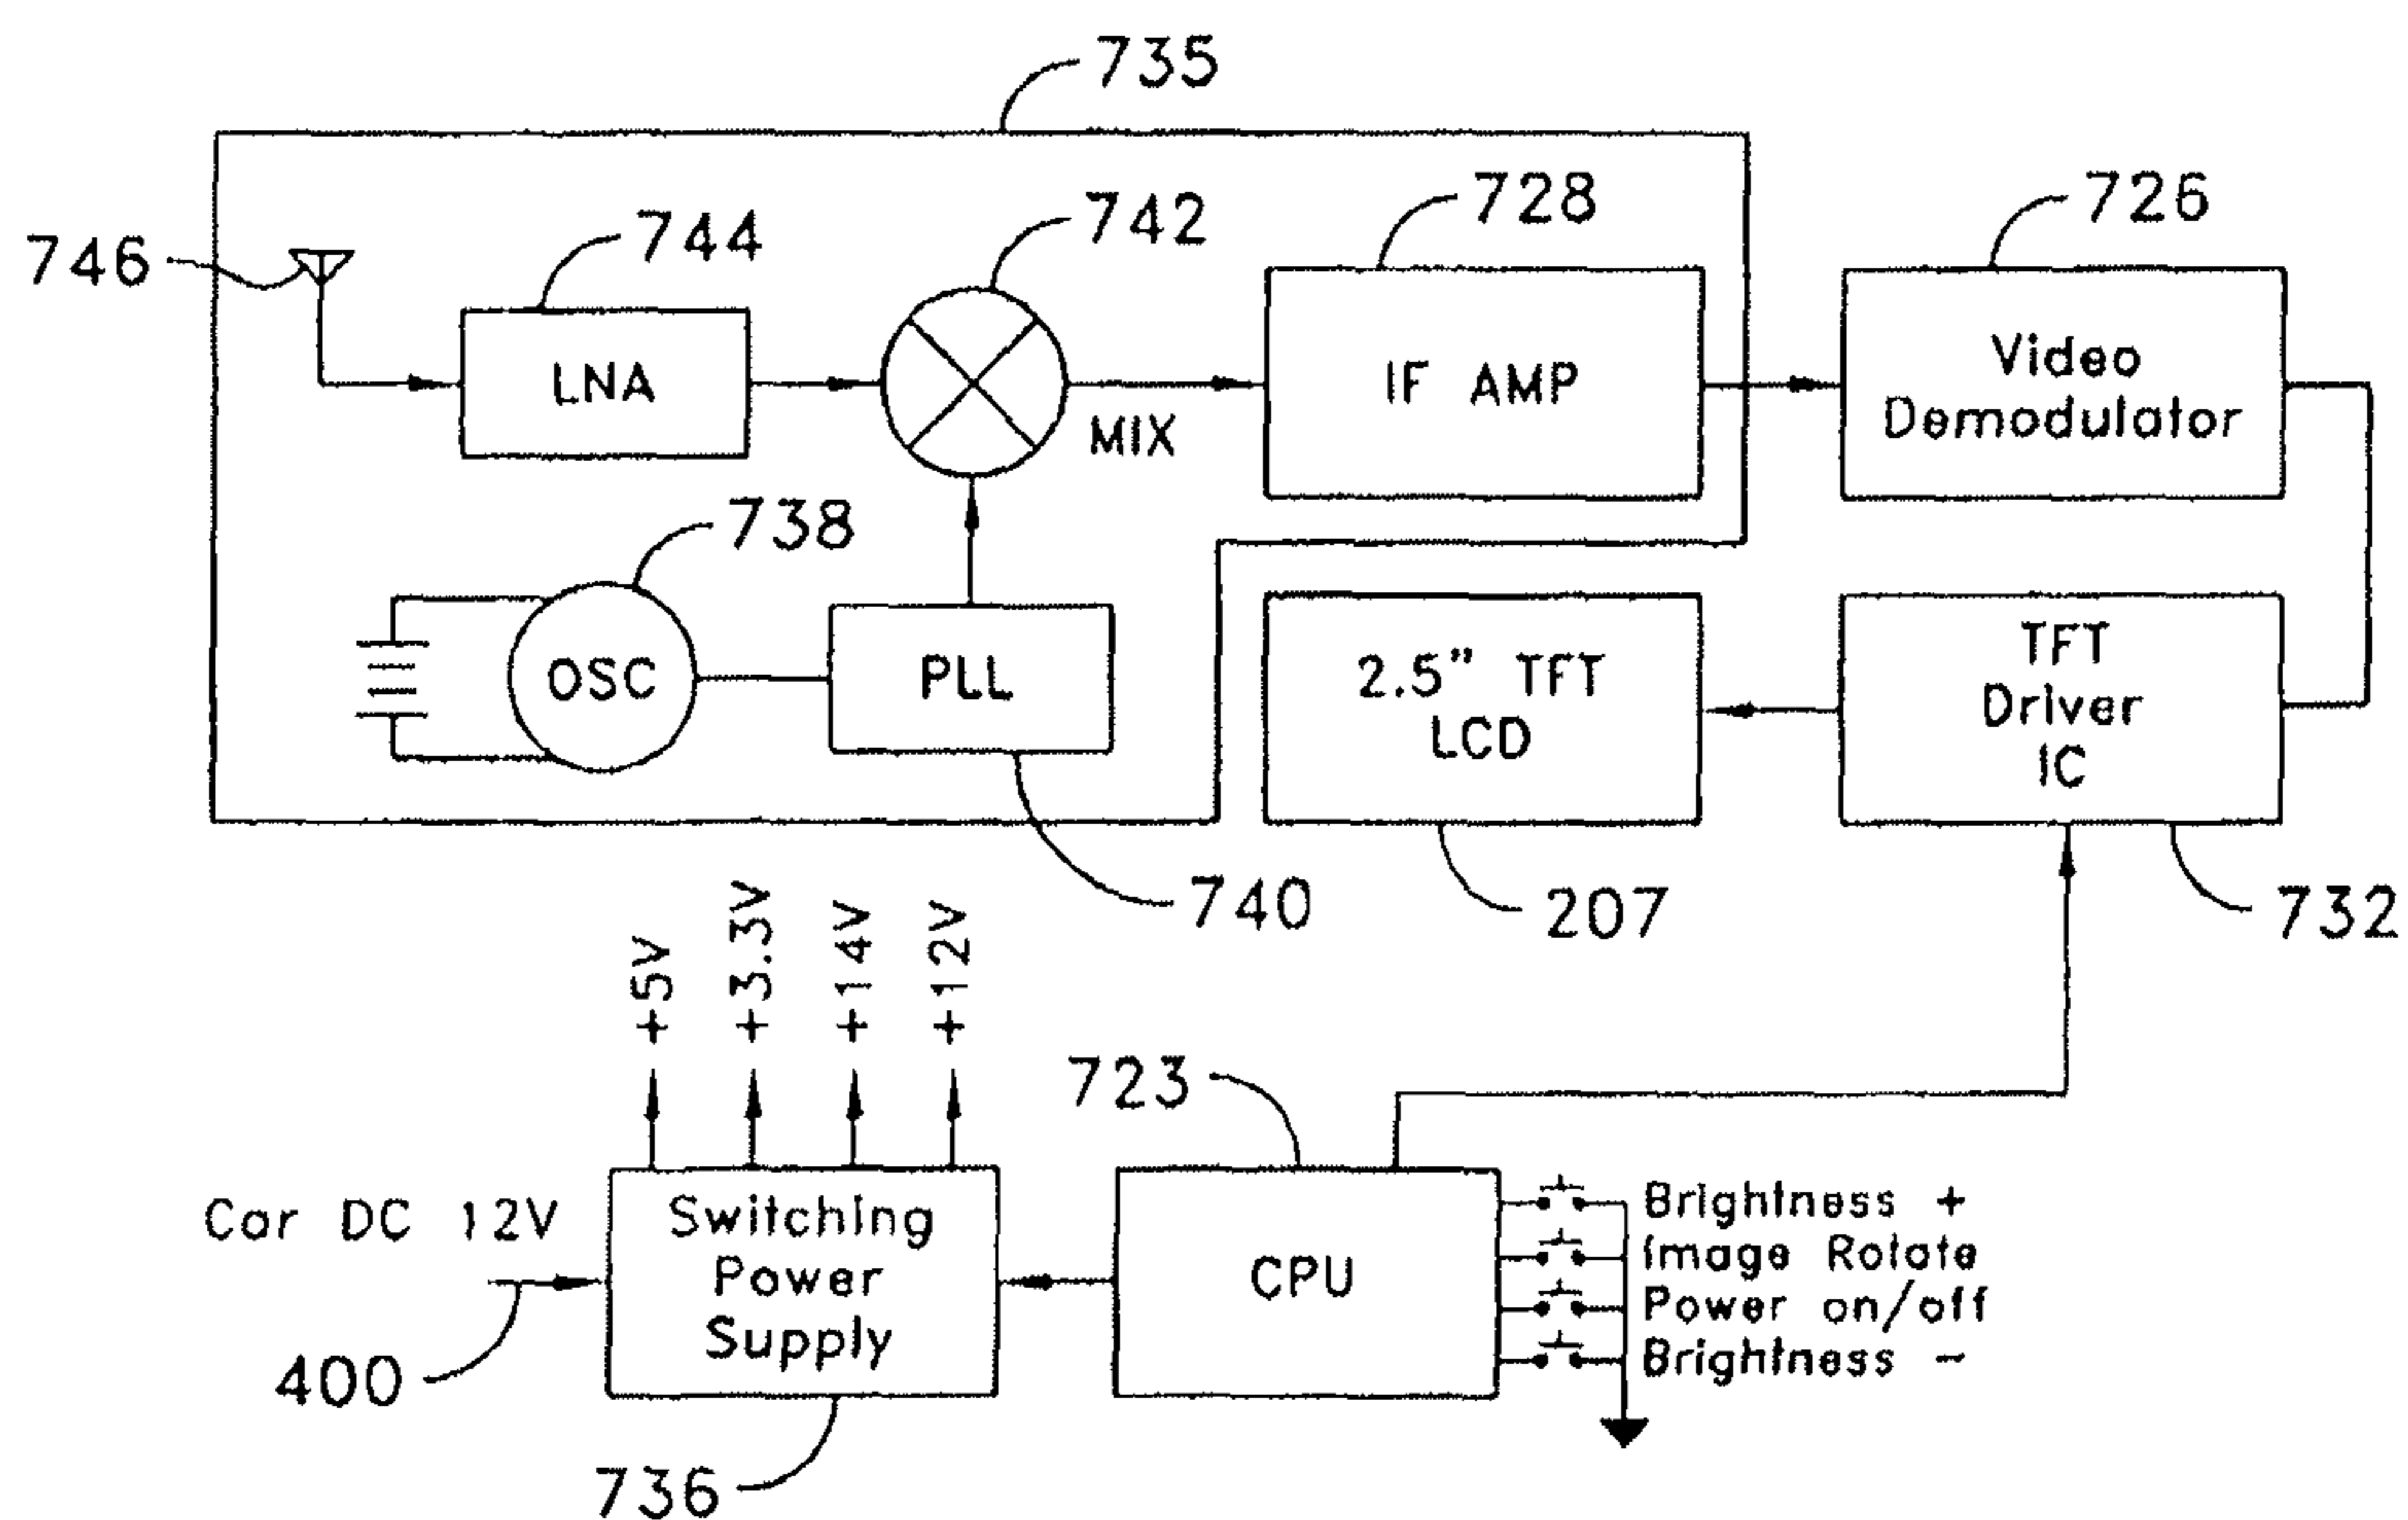 735
746
744
742
728
726
LNA
MIX
IF AMP
Video
Demodulator
738
OSC
PLL
2.5" TFT
LCD
TFT
Driver
IC
740
207
732
+5V
+3.3V
+14V
+12V
723
Car DC 12V
400
Switching
Power
Supply
736
CPU
Brightness +
Image Rotate
Power on/off
Brightness -